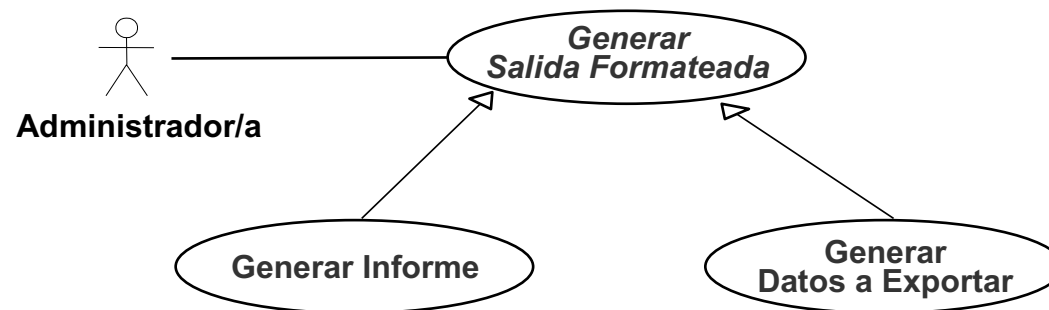 Generar
Salida Formateada
Administrador/a
Generar Informe
Generar
Datos a Exportar